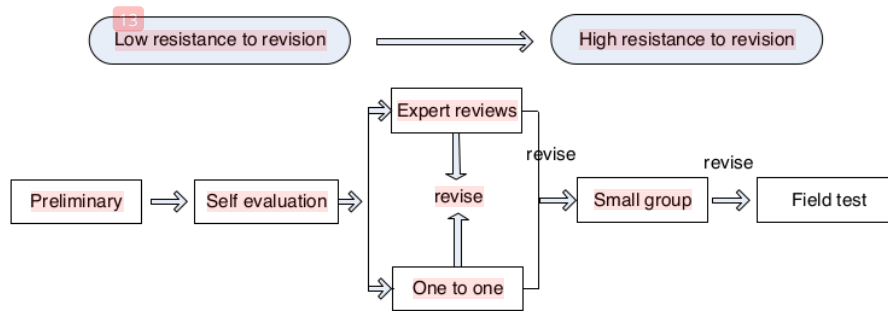 13
Low resistance to revision
High resistance to revision
Expert reviews
revise
revise
Preliminary
Self evaluation
revise
Small group
Field test
One to one